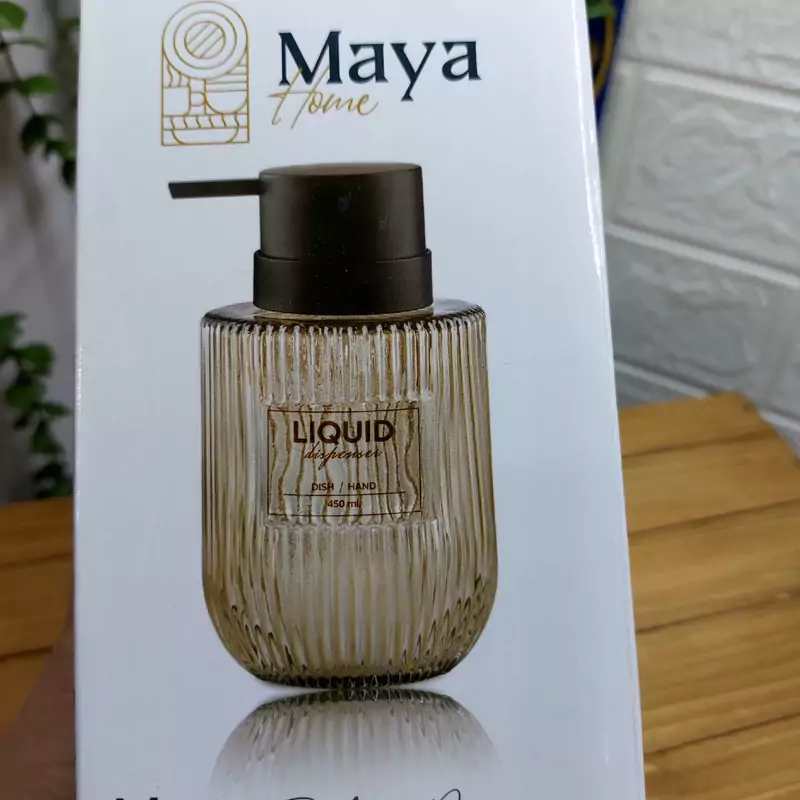 Maya
Home
LIQUID
dispenser
DISH / HAND
450 ml